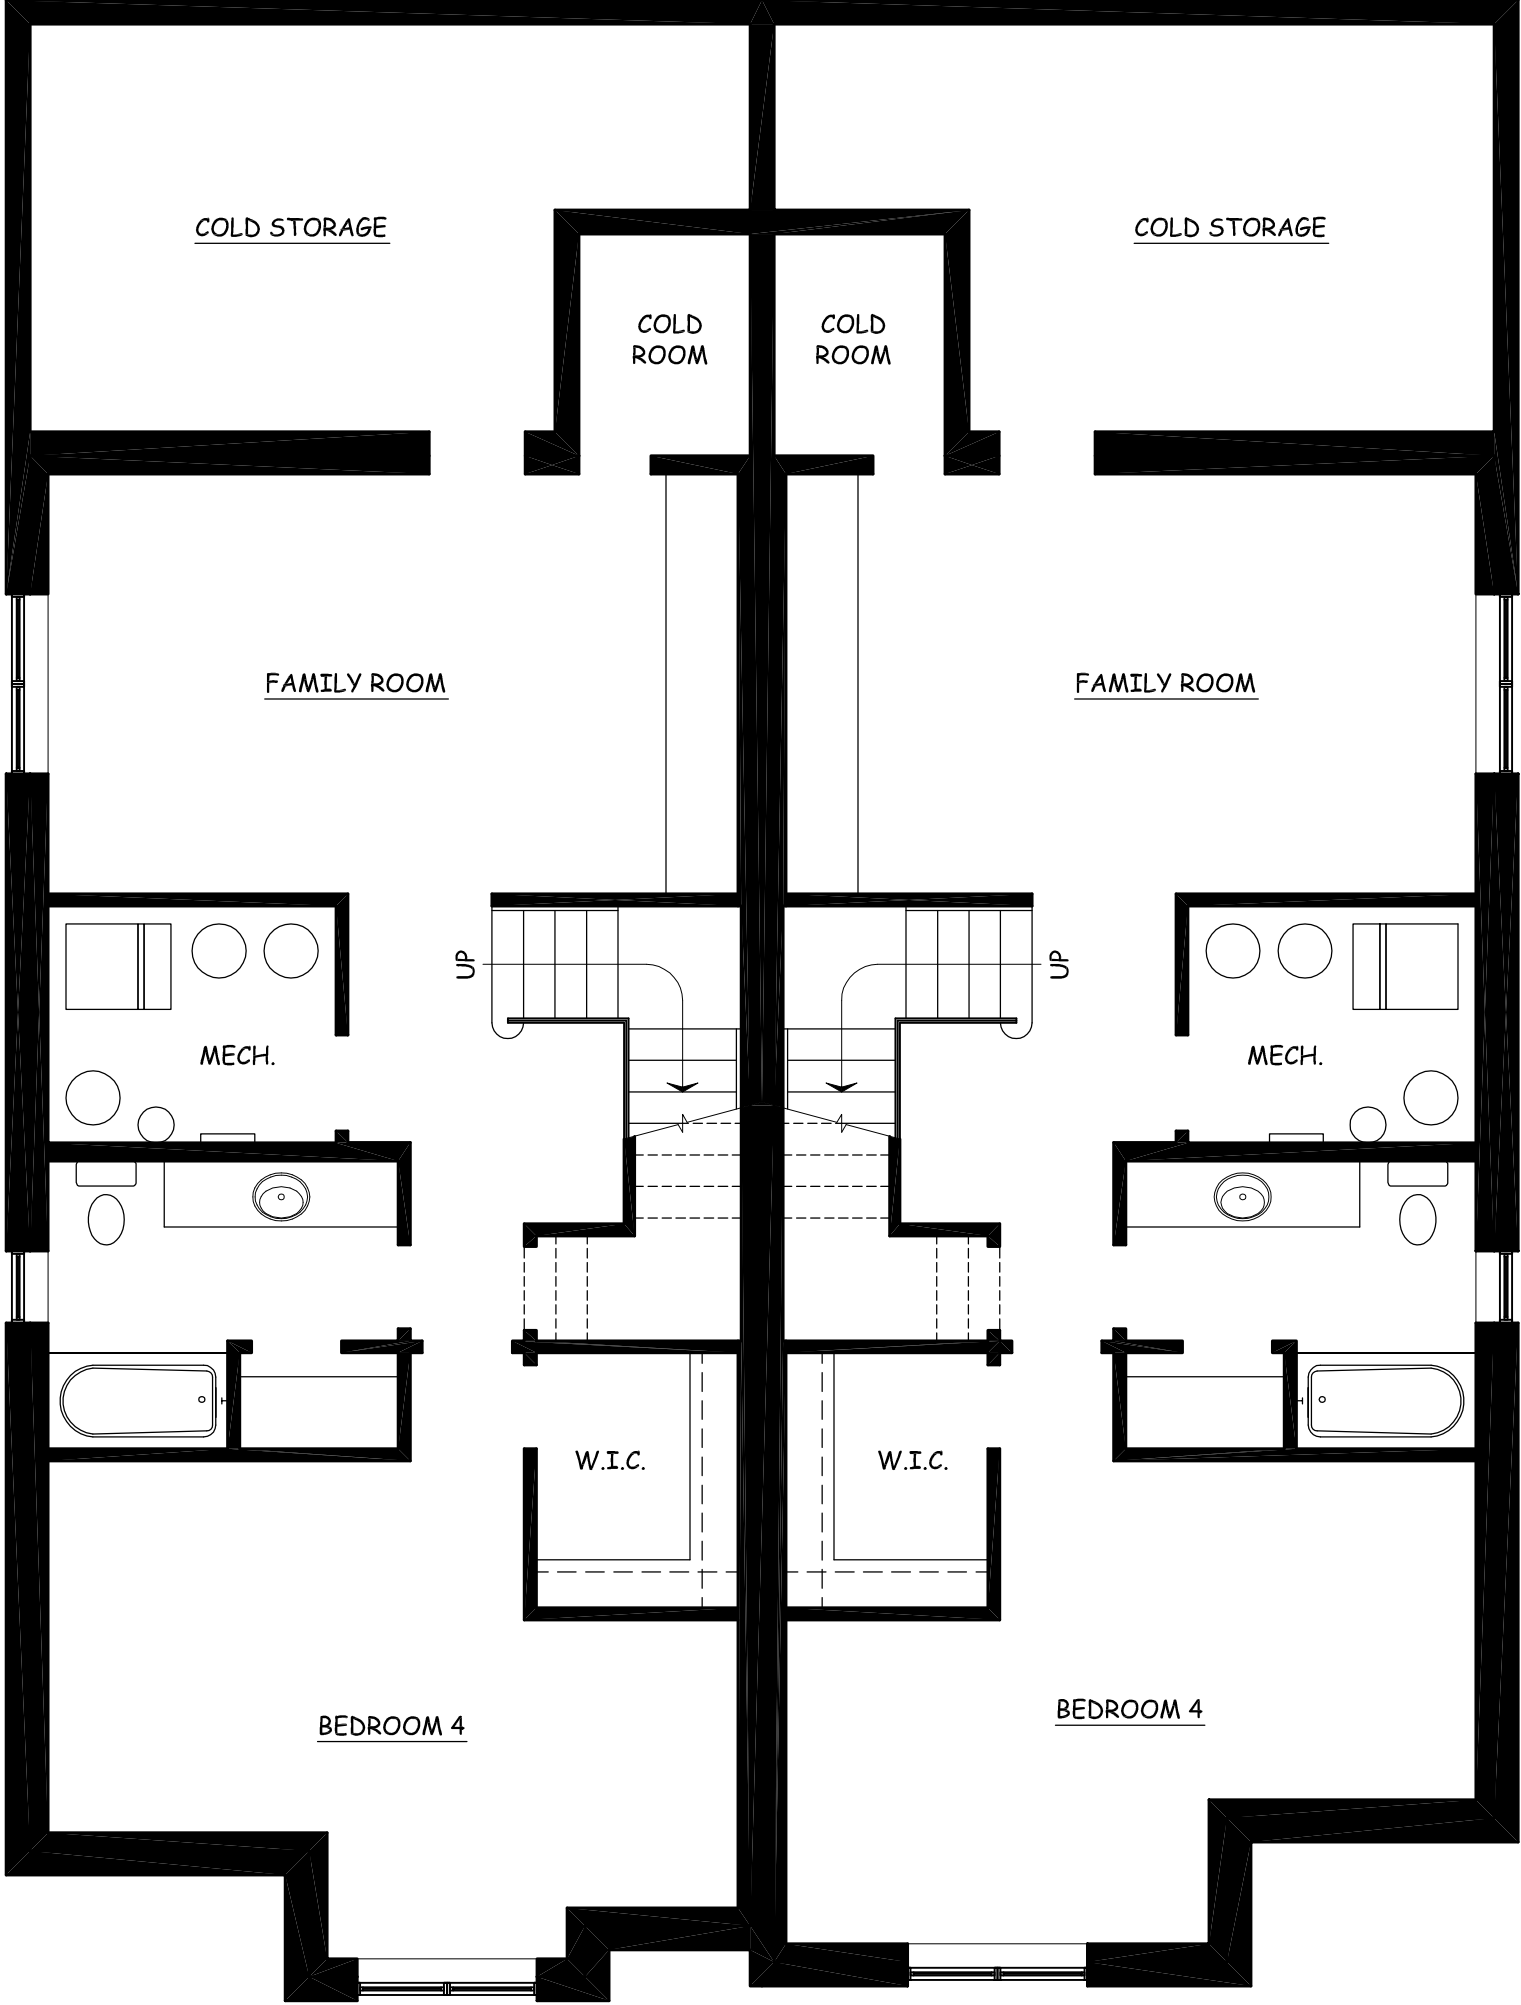 COLD STORAGE
COLD STORAGE
COLD
ROOM
COLD
ROOM
FAMILY ROOM
FAMILY ROOM
UP
UP
MECH.
MECH.
W.I.C.
W.I.C.
BEDROOM 4
BEDROOM 4